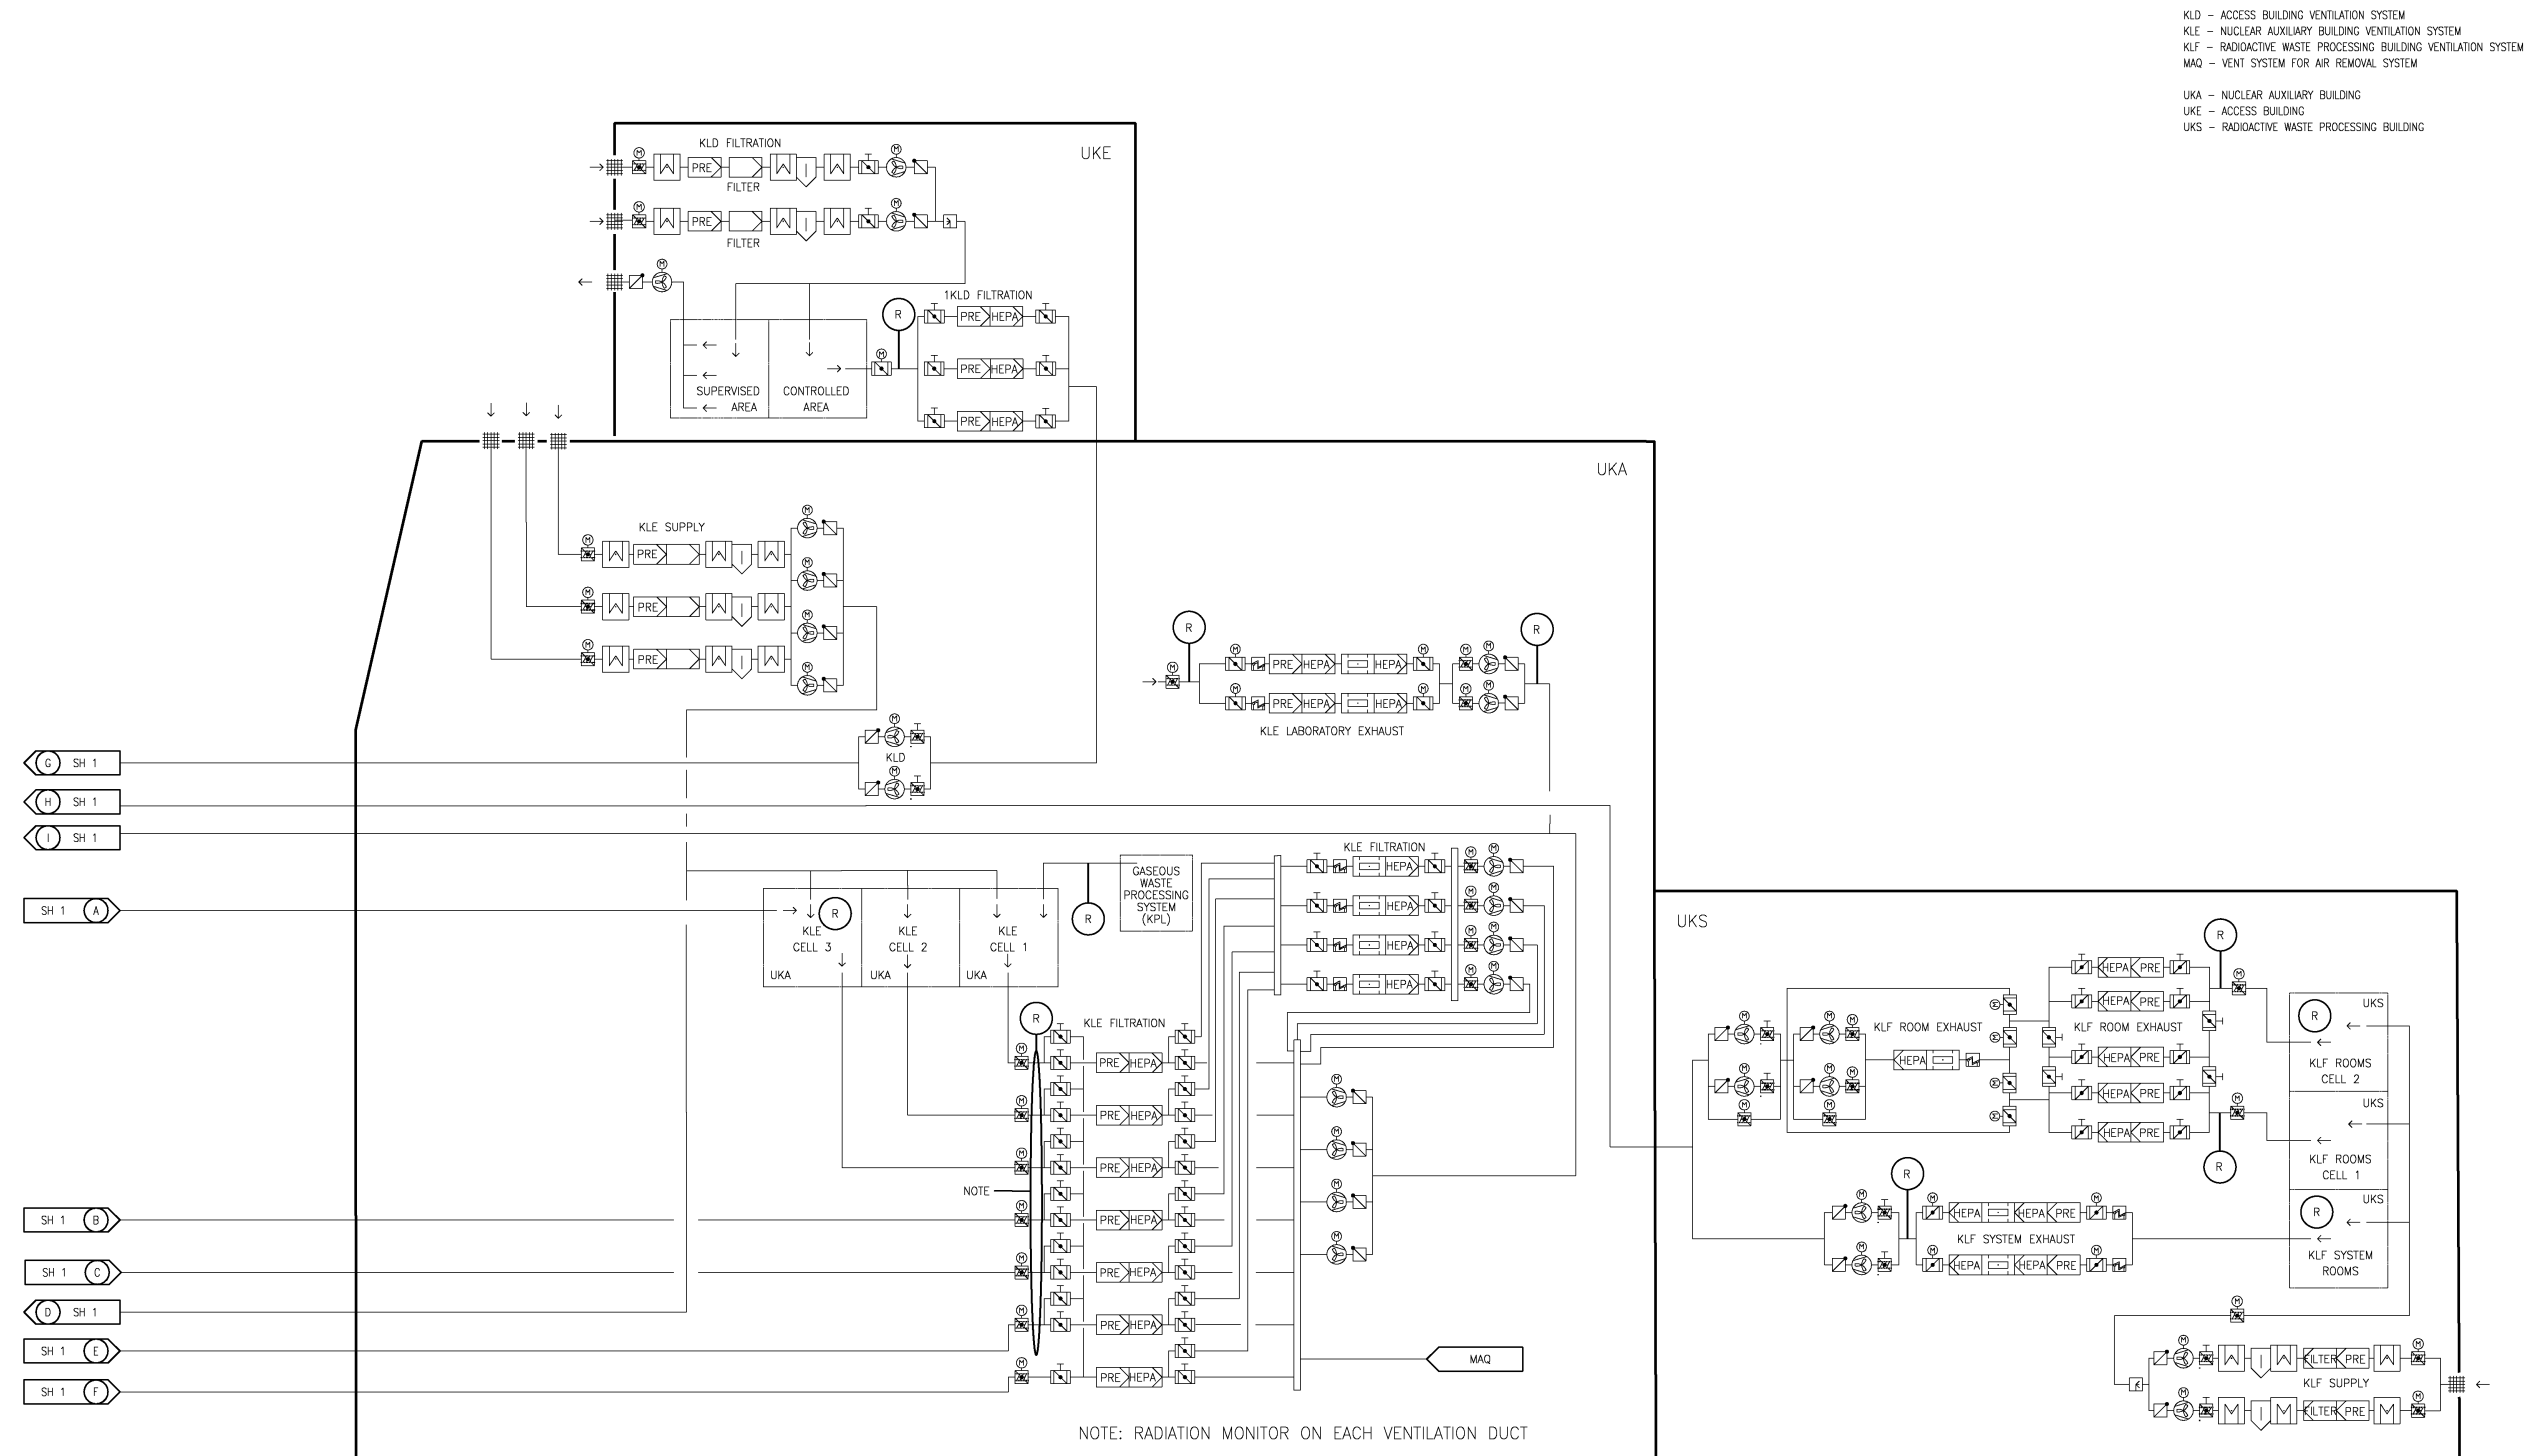 KLD – ACCESS BUILDING VENTILATION SYSTEM
KLE – NUCLEAR AUXILIARY BUILDING VENTILATION SYSTEM
KLF – RADIOACTIVE WASTE PROCESSING BUILDING VENTILATION SYSTEM
MAQ – VENT SYSTEM FOR AIR REMOVAL SYSTEM
UKA – NUCLEAR AUXILIARY BUILDING
UKE – ACCESS BUILDING
UKS – RADIOACTIVE WASTE PROCESSING BUILDING
KLD FILTRATION
UKE
M
M
PRE
FILTER
M
M
PRE
FILTER
M
1KLD FILTRATION
R
PRE HEPA
M
PRE HEPA
SUPERVISED
AREA
CONTROLLED
AREA
PRE HEPA
UKA
KLE SUPPLY
M
M
PRE
M
M
PRE
M
M
PRE
M
R
R
M
M
M
M
M
PRE HEPA HEPA
M
M
M
M
PRE HEPA HEPA
KLE LABORATORY EXHAUST
M
KLD
M
G SH 1
H SH 1
I SH 1
SH 1 A
KLE FILTRATION
HEPA
M
M
HEPA
M
M
HEPA
M
M
HEPA
M
M
GASEOUS
WASTE
PROCESSING
SYSTEM
(KPL)
R
R
KLE
CELL 3
UKA
KLE
CELL 2
UKA
KLE
CELL 1
UKA
R
KLE FILTRATION
M
PRE HEPA
M
PRE HEPA
M
PRE HEPA
NOTE
M
PRE HEPA
M
PRE HEPA
M
PRE HEPA
M
PRE HEPA
M
M
M
M
SH 1 B
SH 1 C
D SH 1
SH 1 E
SH 1 F
MAQ
NOTE: RADIATION MONITOR ON EACH VENTILATION DUCT
UKS
R
M
HEPA PRE
HEPA PRE
KLF ROOM EXHAUST
KLF ROOM EXHAUST
M
M
M
M
M
M
HEPA
M
M
M
M
M
M
M
M
M
M
HEPA PRE
HEPA PRE
HEPA PRE
M
R
R
UKS
KLF ROOMS
CELL 2
UKS
KLF ROOMS
CELL 1
UKS
R
KLF SYSTEM
ROOMS
R
M
M
M
HEPA HEPA PRE
KLF SYSTEM EXHAUST
M
M
M
HEPA HEPA PRE
M
M
M
FILTER PRE
KLF SUPPLY
M
M
FILTER PRE